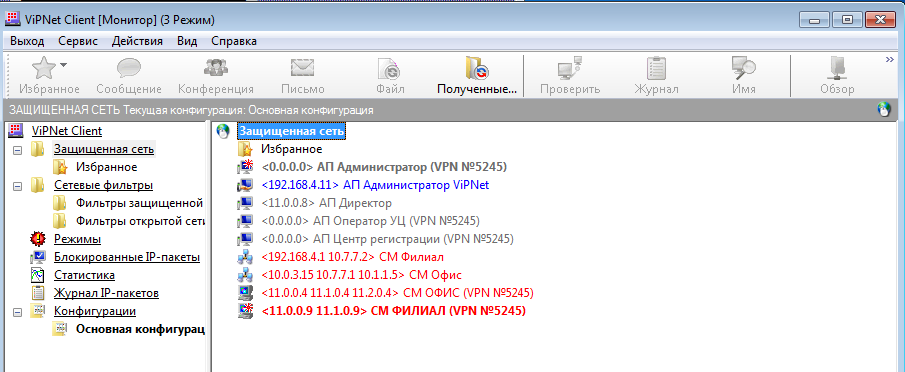 ViPNet Client [Монитор] (3 Режим)
Выход Сервис Действия Вид Справка
Избранное Сообщение Конференция Письмо Файл Полученные... Проверить Журнал Имя Обзор
ЗАЩИЩЕННАЯ СЕТЬ Текущая конфигурация: Основная конфигурация
ViPNet Client
Защищенная сеть
Избранное
Сетевые фильтры
Фильтры защищенной
Фильтры открытой сети
Режимы
Блокированные IP-пакеты
Статистика
Журнал IP-пакетов
Конфигурации
Основная конфигурац
Защищенная сеть
Избранное
<0.0.0.0> АП Администратор (VPN №5245)
<192.168.4.11> АП Администратор ViPNet
<11.0.0.8> АП Директор
<0.0.0.0> АП Оператор УЦ (VPN №5245)
<0.0.0.0> АП Центр регистрации (VPN №5245)
<192.168.4.1 10.7.7.2> СМ Филиал
<10.0.3.15 10.7.7.1 10.1.1.5> СМ Офис
<11.0.0.4 11.1.0.4 11.2.0.4> СМ ОФИС (VPN №5245)
<11.0.0.9 11.1.0.9> СМ ФИЛИАЛ (VPN №5245)